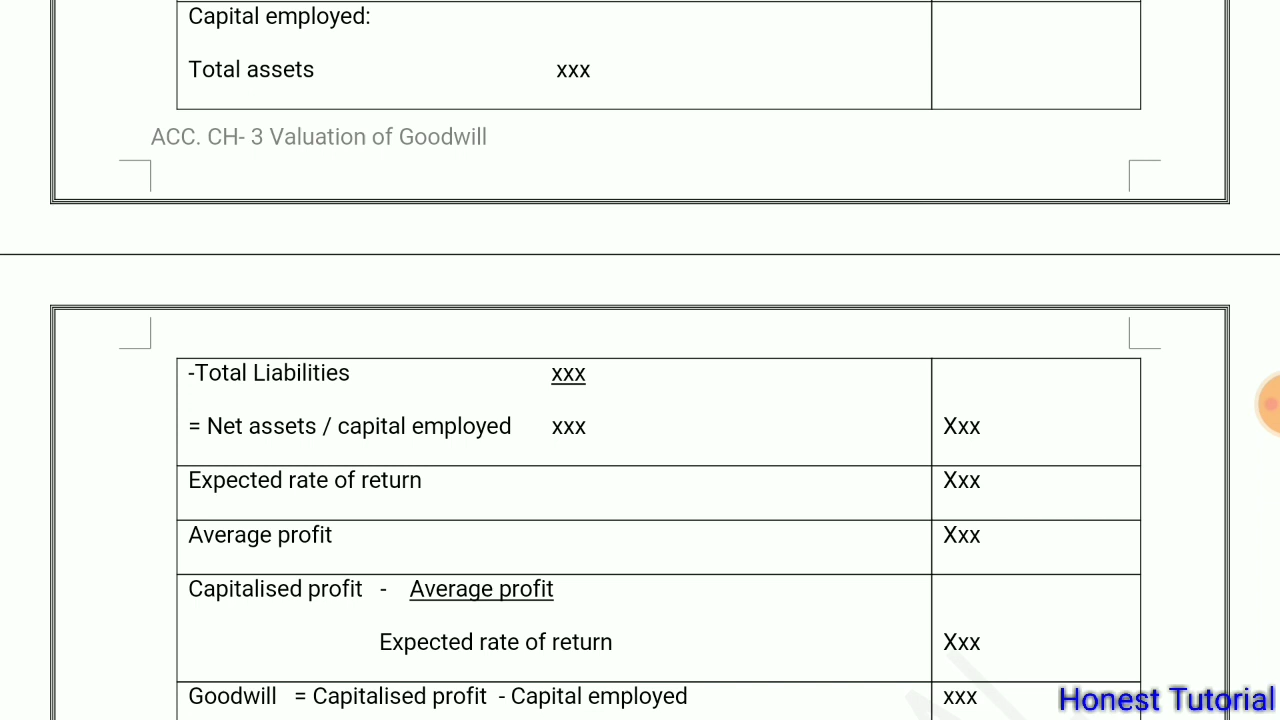 Capital employed:
Total assets xxx
ACC. CH- 3 Valuation of Goodwill
-Total Liabilities xxx
= Net assets / capital employed xxx Xxx
Expected rate of return Xxx
Average profit Xxx
Capitalised profit - Average profit
Expected rate of return Xxx
Goodwill = Capitalised profit - Capital employed xxx
Honest Tutorial